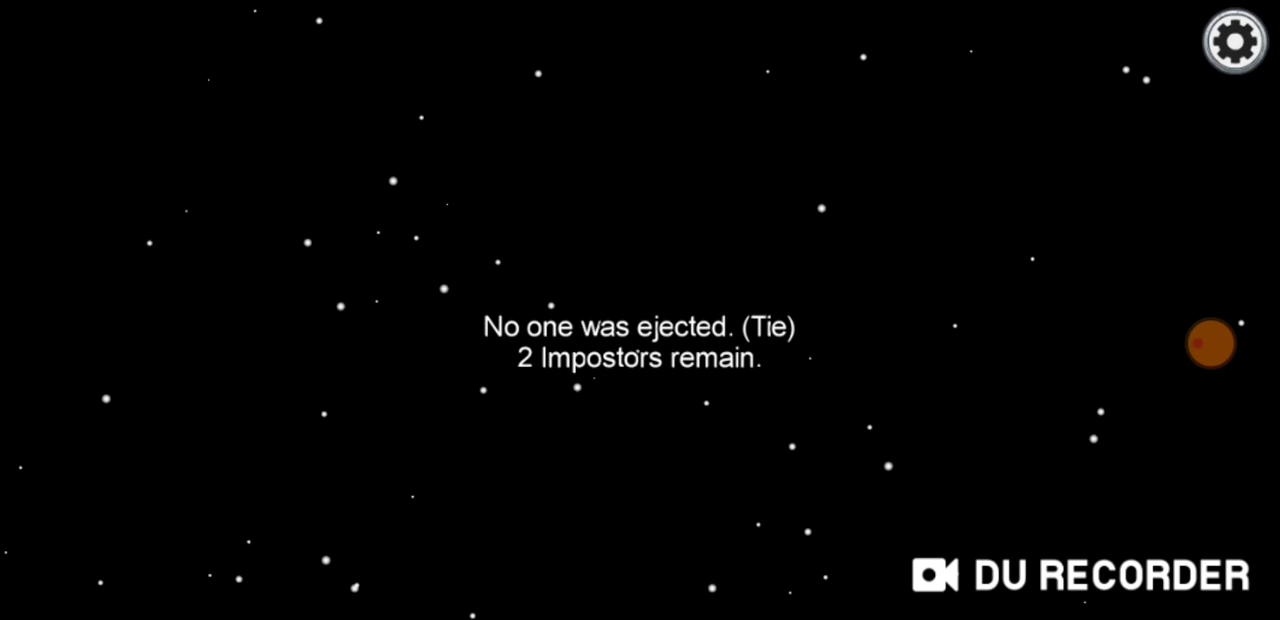 No one was ejected. (Tie)
2 Impostors remain.
DU RECORDER